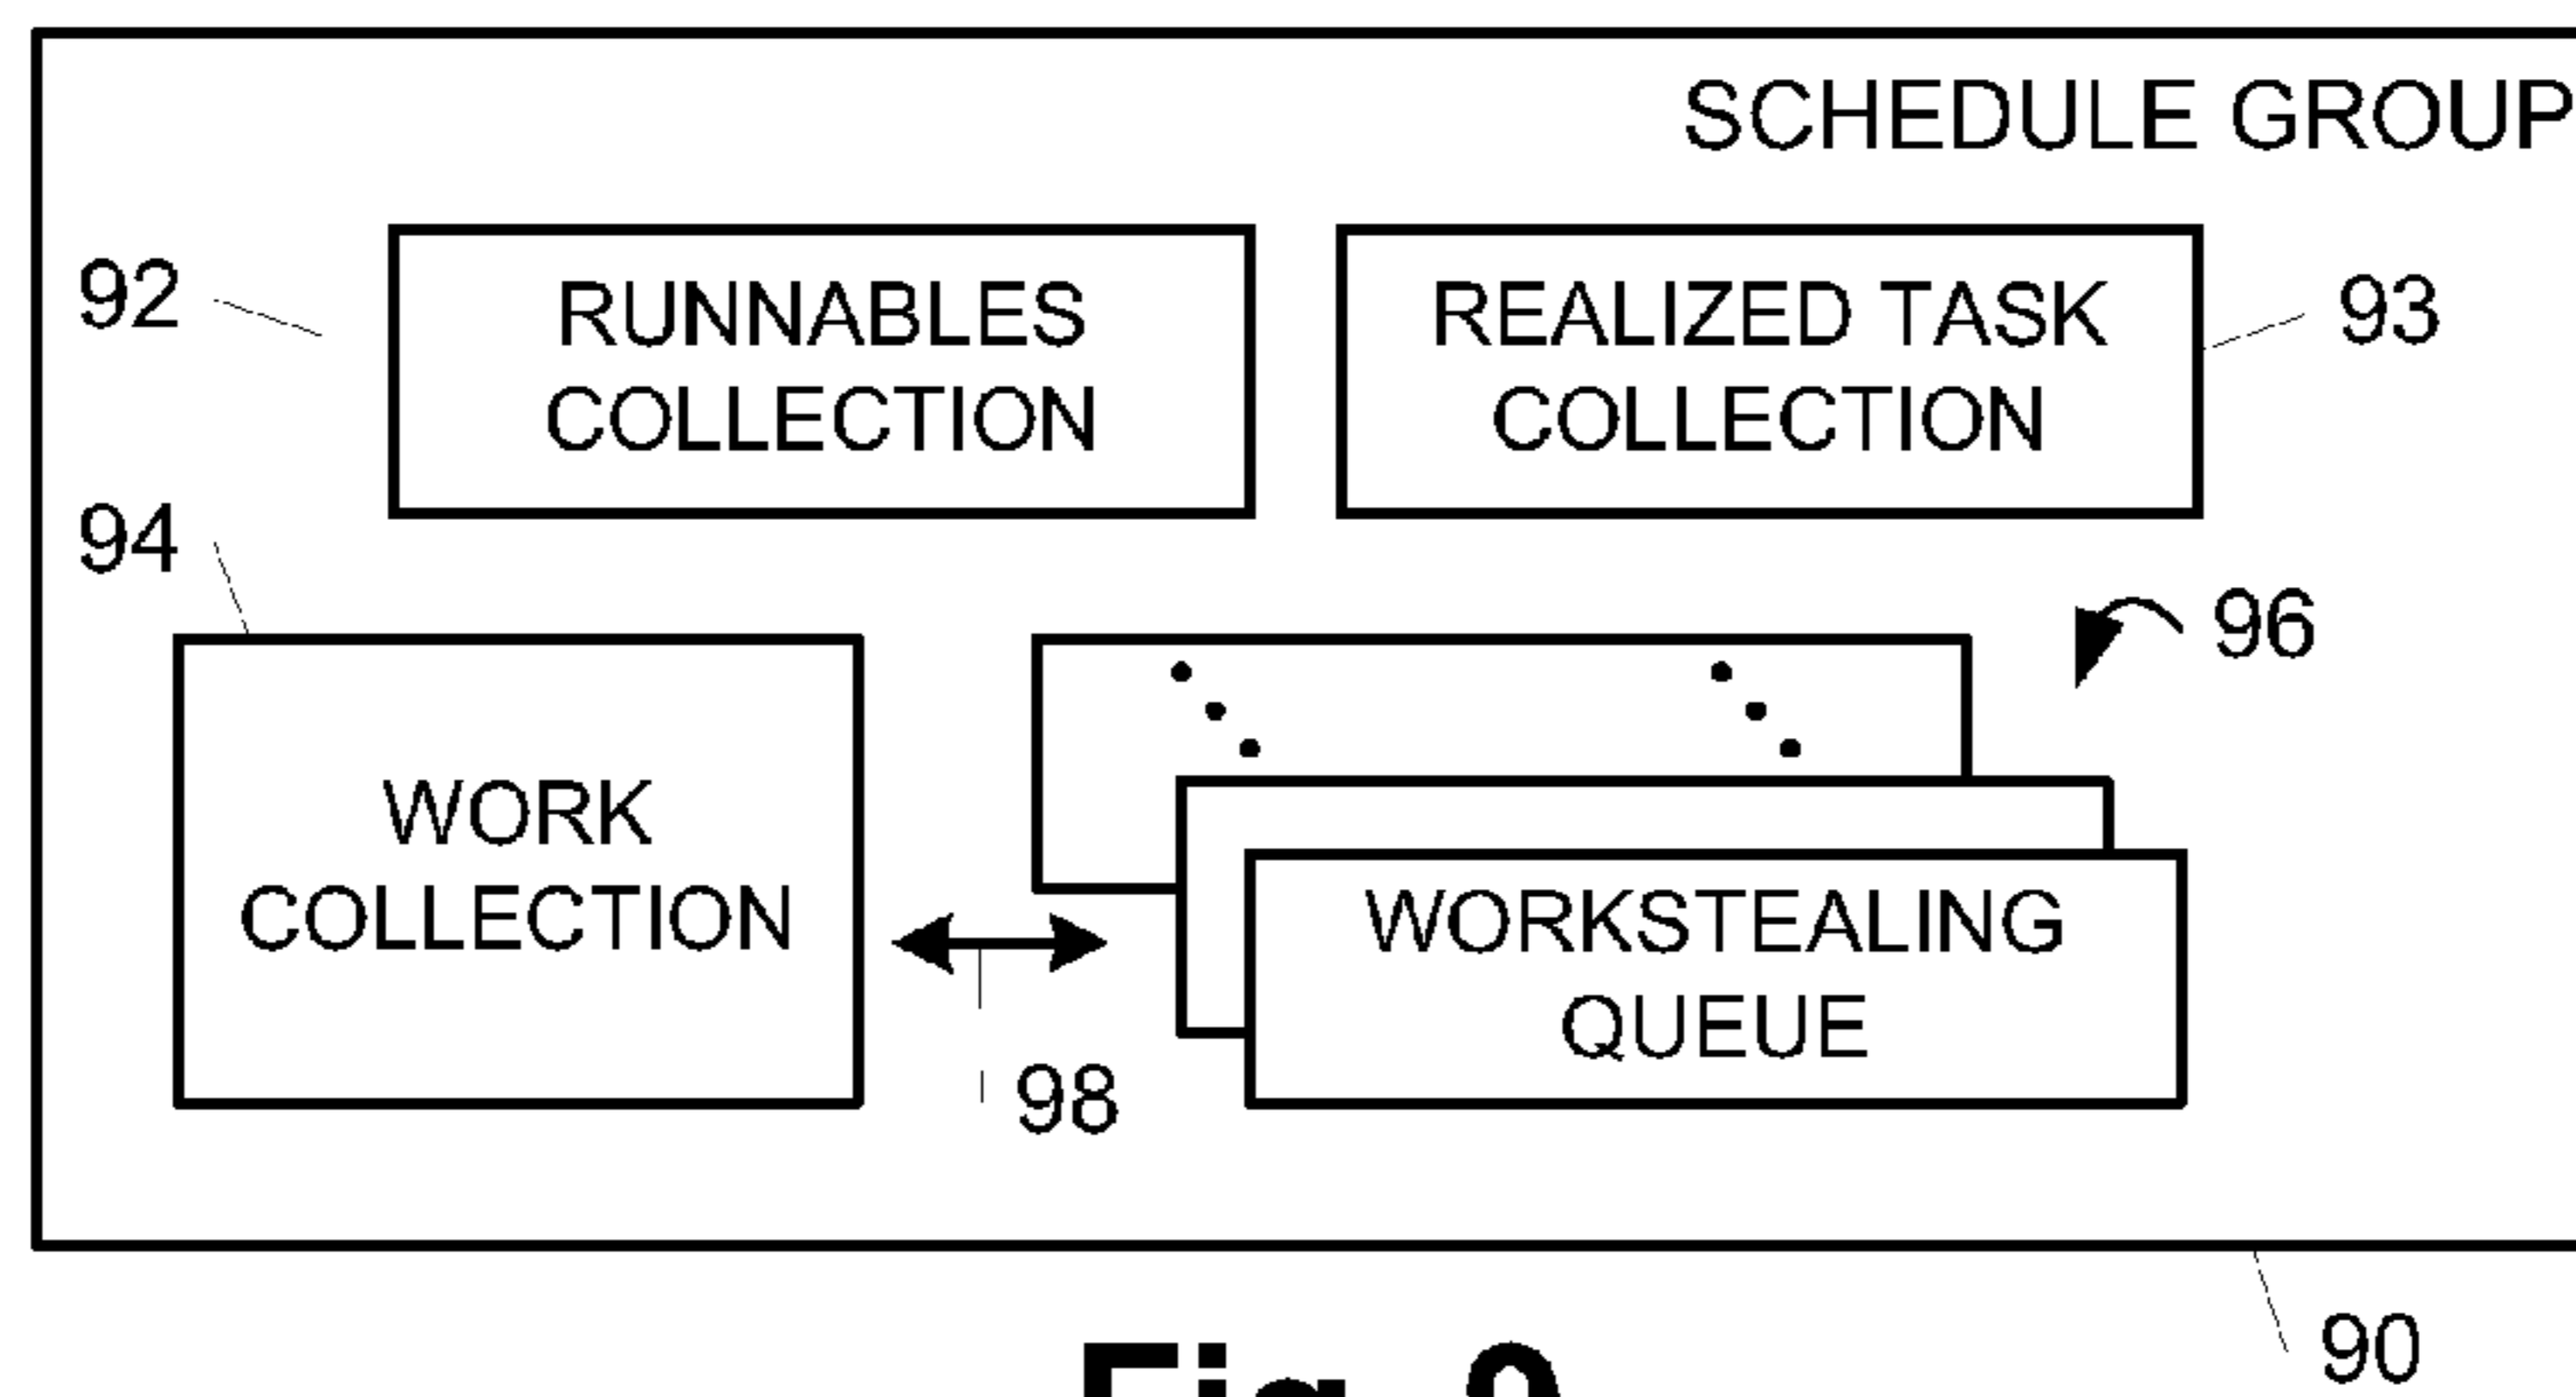 SCHEDULE GROUP
92
RUNNABLES
COLLECTION
REALIZED TASK
COLLECTION
93
94
96
WORK
COLLECTION
WORKSTEALING
QUEUE
98
90